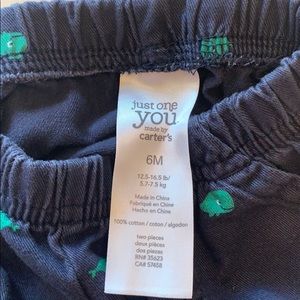 just one
you
made by
carter's
6M
12.5-16.5 lb/
5.7-7.5 kg
Made in China
Fabriqué en Chine
Hecho en China
100% cotton / coton / algodon
two pieces
deux pièces
dos piezas
RN# 35623
CA# 57458